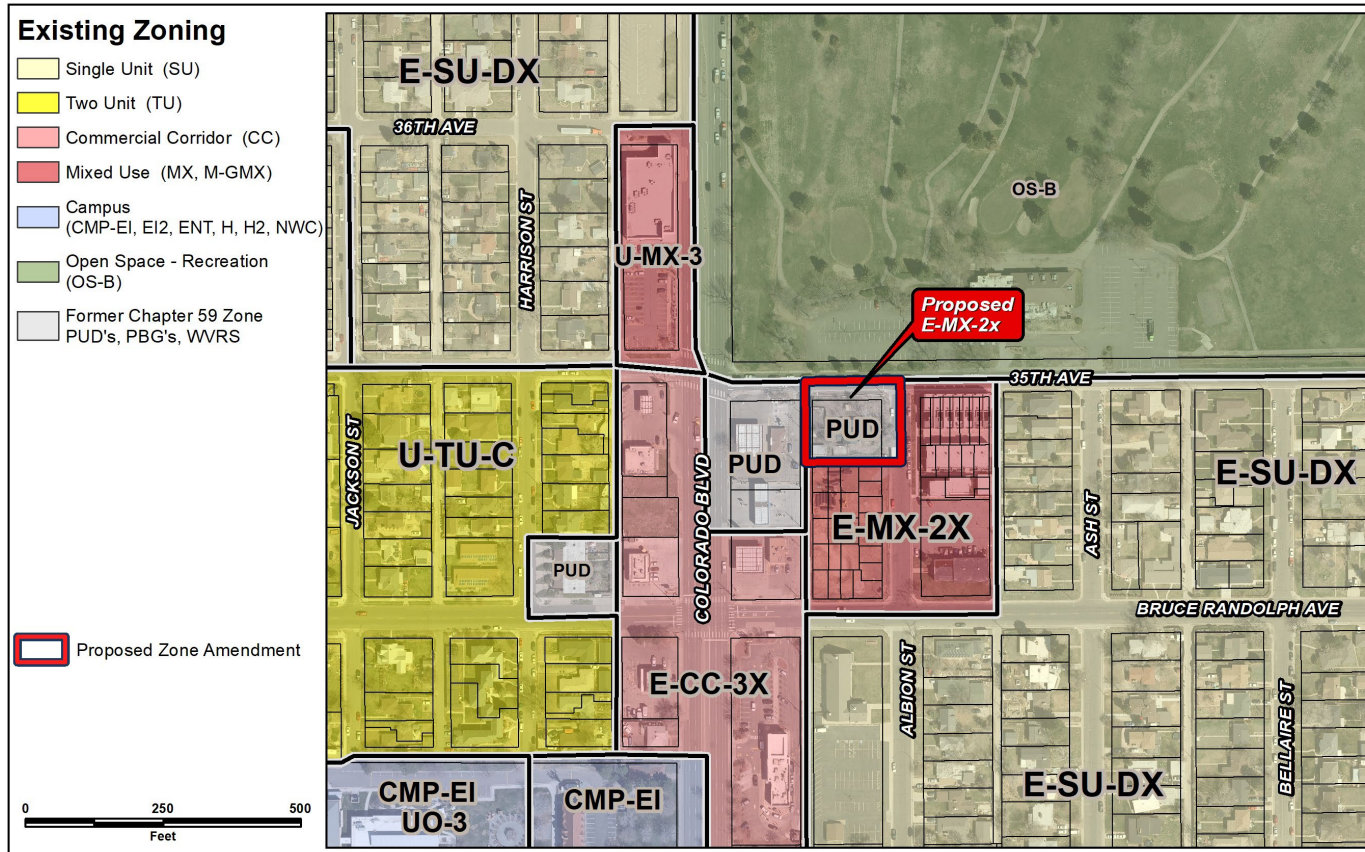 Existing Zoning
Single Unit (SU)
Two Unit (TU)
Commercial Corridor (CC)
Mixed Use (MX, M-GMX)
Campus
(CMP-EI, EI2, ENT, H, H2, NWC)
Open Space - Recreation
(OS-B)
Former Chapter 59 Zone
PUD's, PBG's, WVRS
Proposed Zone Amendment
0 250 500
Feet
E-SU-DX
36TH AVE
HARRISON ST
U-MX-3
OS-B
Proposed
E-MX-2x
35TH AVE
JACKSON ST
U-TU-C
PUD
COLORADO BLVD
PUD
PUD
E-MX-2X
ASH ST
E-SU-DX
BRUCE RANDOLPH AVE
E-CC-3X
ALBION ST
BELLAIRE ST
E-SU-DX
CMP-EI
UO-3
CMP-EI